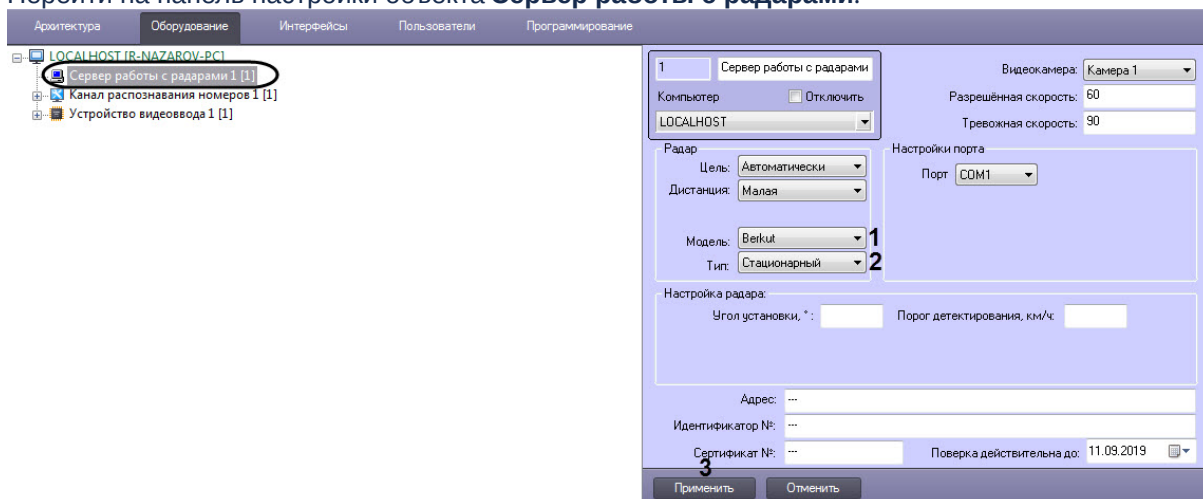 Перейти на панель настройки объекта Сервер работы с радарами.
Архитектура Оборудование Интерфейсы Пользователи Программирование
LOCALHOST [R-NAZAROV-PC]
Сервер работы с радарами 1 [1]
Канал распознавания номеров 1 [1]
Устройство видеоввода 1 [1]
1 Сервер работы с радарами
Компьютер Отключить
LOCALHOST
Видеокамера: Камера 1
Разрешённая скорость: 60
Тревожная скорость: 90
Радар
Цель: Автоматически
Дистанция: Малая
Модель: Berkut 1
Тип: Стационарный 2
Настройки порта
Порт COM1
Настройка радара:
Угол установки, ° : Порог детектирования, км/ч:
Адрес: ---
Идентификатор №: ---
Сертификат №: --- Поверка действительна до: 11.09.2019
3
Применить Отменить